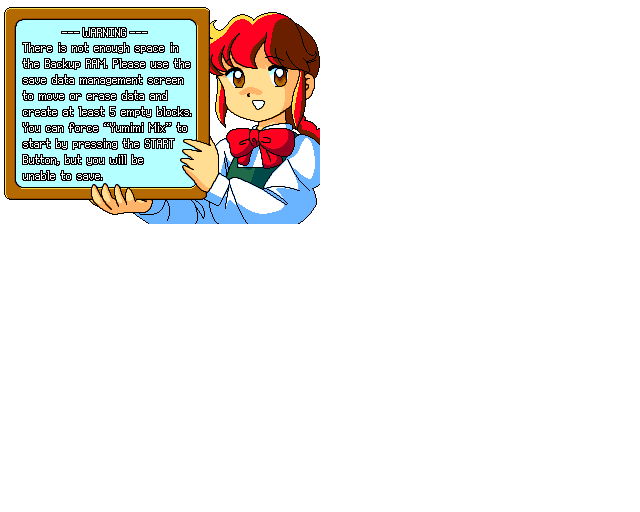 --- WARNING ---
There is not enough space in
the Backup RAM. Please use the
save data management screen
to move or erase data and
create at least 5 empty blocks.
You can force “Yumimi Mix” to
start by pressing the START
Button, but you will be
unable to save.